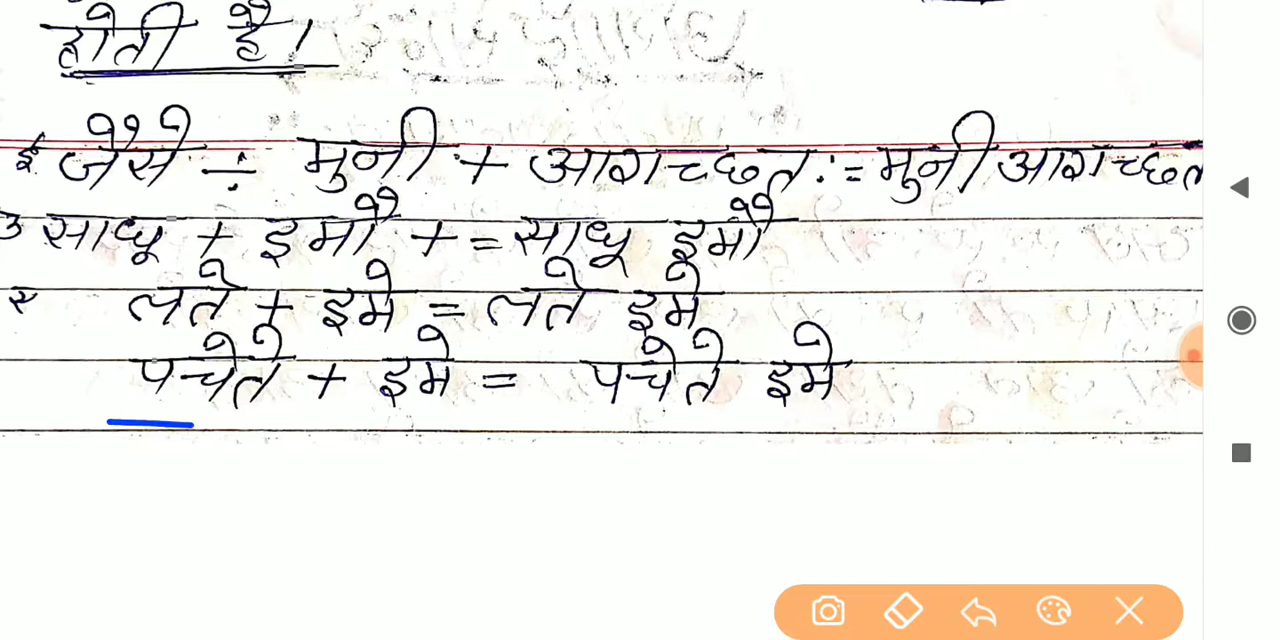 होती है।
ई जैसे ÷ मुनी + आगच्छतः = मुनी आगच्छत
उ साधू + इमौ + = साधू इमौ
ए लते + इमे = लते इमे
पचेते + इमे = पचेते इमे